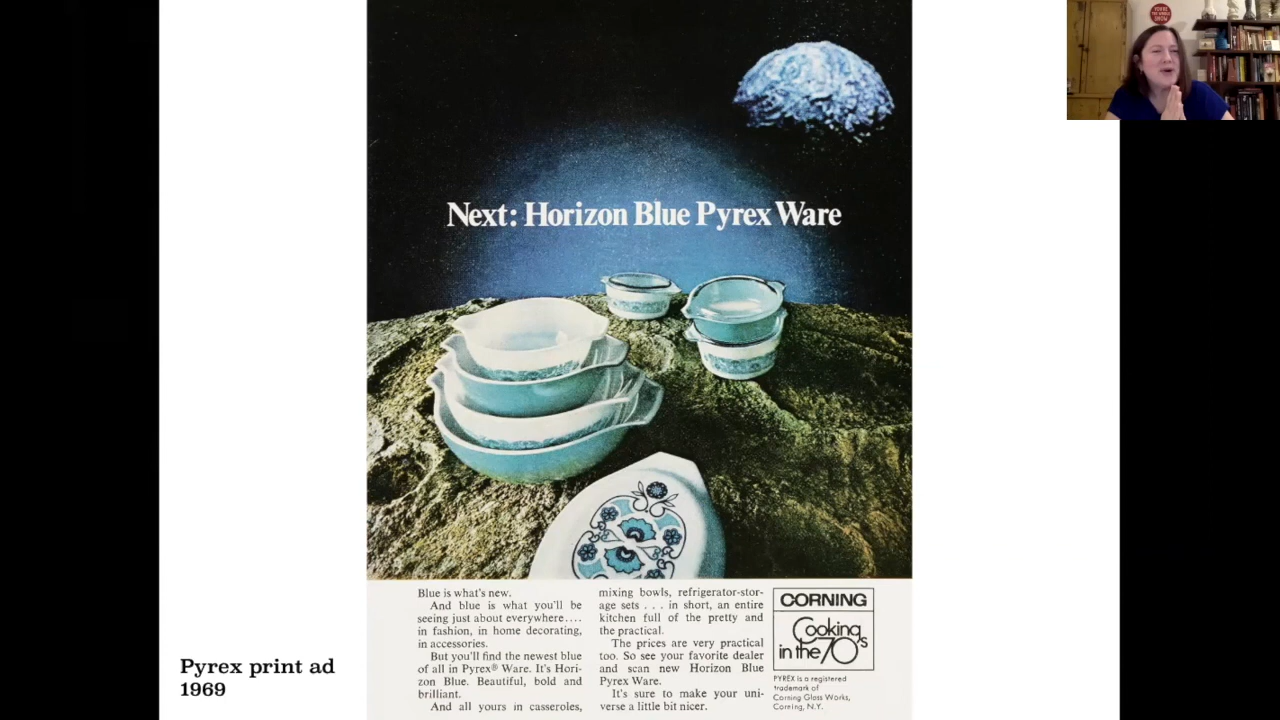 YOU'RE
THE WHOLE
SHOW
Next: Horizon Blue Pyrex Ware
Blue is what's new.
And blue is what you'll be
seeing just about everywhere....
in fashion, in home decorating,
in accessories.
But you'll find the newest blue
of all in Pyrex® Ware. It's Hori-
zon Blue. Beautiful, bold and
brilliant.
And all yours in casseroles,
mixing bowls, refrigerator-stor-
age sets . . . in short, an entire
kitchen full of the pretty and
the practical.
The prices are very practical
too. So see your favorite dealer
and scan new Horizon Blue
Pyrex Ware.
It's sure to make your uni-
verse a little bit nicer.
CORNING
Cooking
in the 70's
PYREX is a registered
trademark of
Corning Glass Works,
Corning, N.Y.
Pyrex print ad
1969